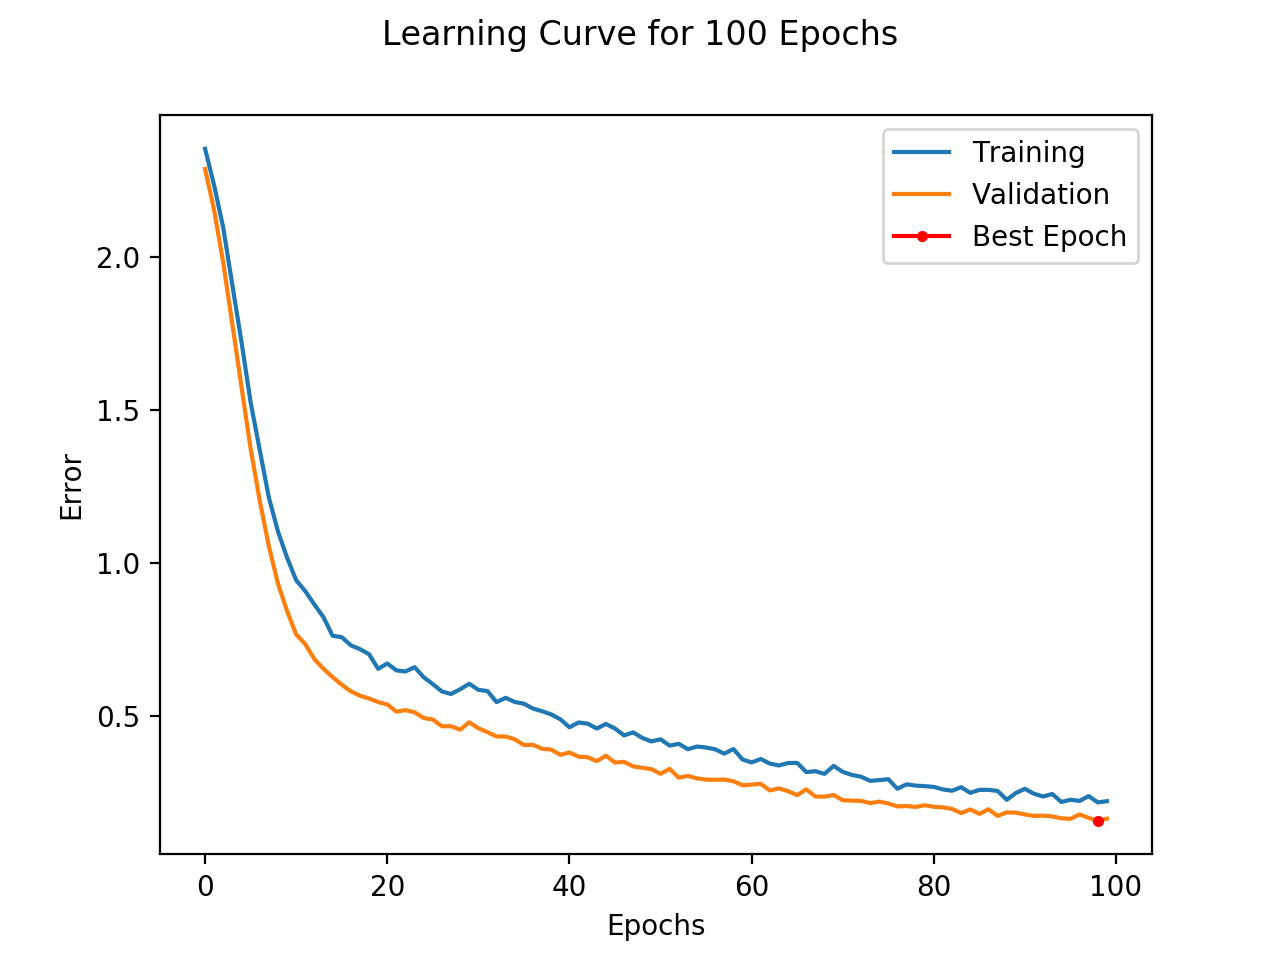 Learning Curve for 100 Epochs
Training
Validation
Best Epoch
2.0
1.5
1.0
0.5
Error
0 20 40 60 80 100
Epochs